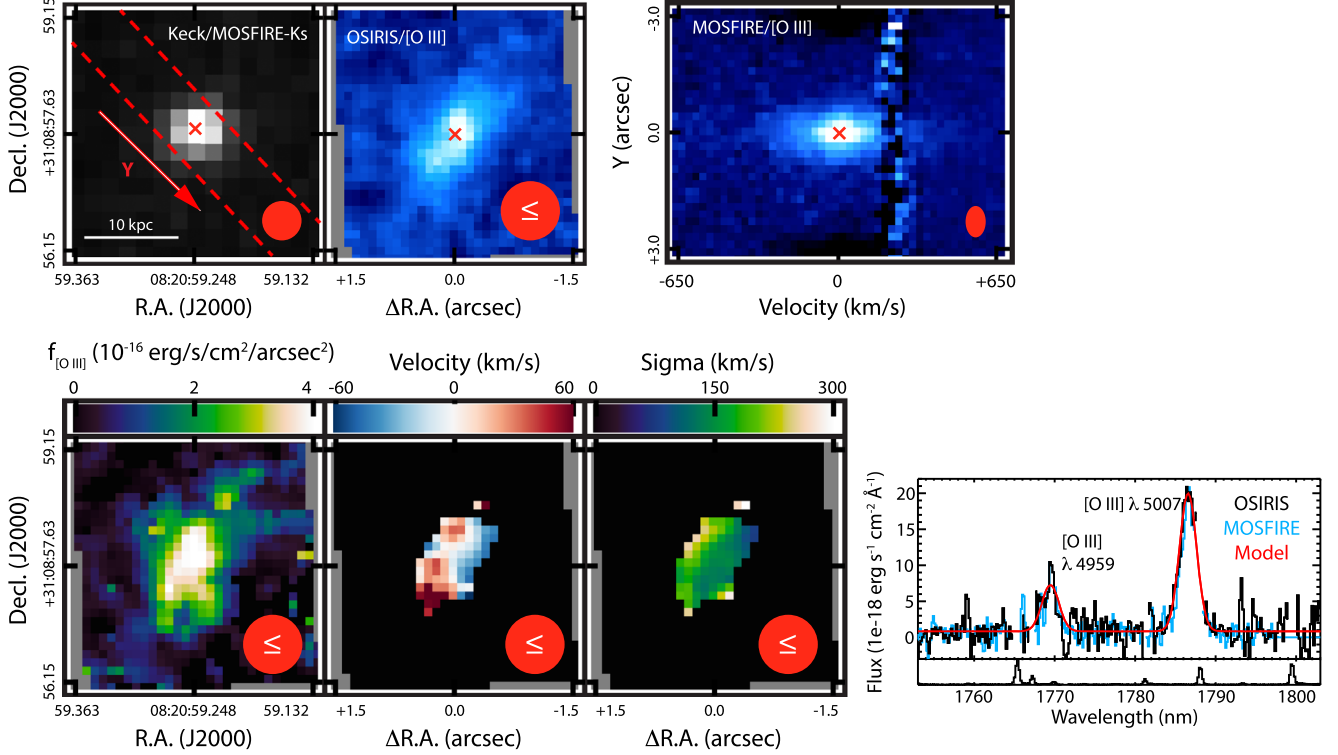 Keck/MOSFIRE-Ks
OSIRIS/[O III]
MOSFIRE/[O III]
Decl. (J2000)
59.15
+31:08:57.63
56.15
Y
10 kpc
≤
59.363 08:20:59.248 59.132
R.A. (J2000)
+1.5 0.0 -1.5
ΔR.A. (arcsec)
Y (arcsec)
-3.0
0.0
+3.0
-650 0 +650
Velocity (km/s)
f[O III] (10-16 erg/s/cm2/arcsec2)
0 2 4
Velocity (km/s)
-60 0 60
Sigma (km/s)
0 150 300
Decl. (J2000)
59.15
+31:08:57.63
56.15
≤
≤
≤
59.363 08:20:59.248 59.132
R.A. (J2000)
+1.5 0.0 -1.5
ΔR.A. (arcsec)
+1.5 0.0 -1.5
ΔR.A. (arcsec)
Flux (1e-18 erg s-1 cm-2 Å-1)
20
15
10
5
0
[O III] λ 5007
OSIRIS
MOSFIRE
Model
[O III]
λ 4959
1760 1770 1780 1790 1800
Wavelength (nm)